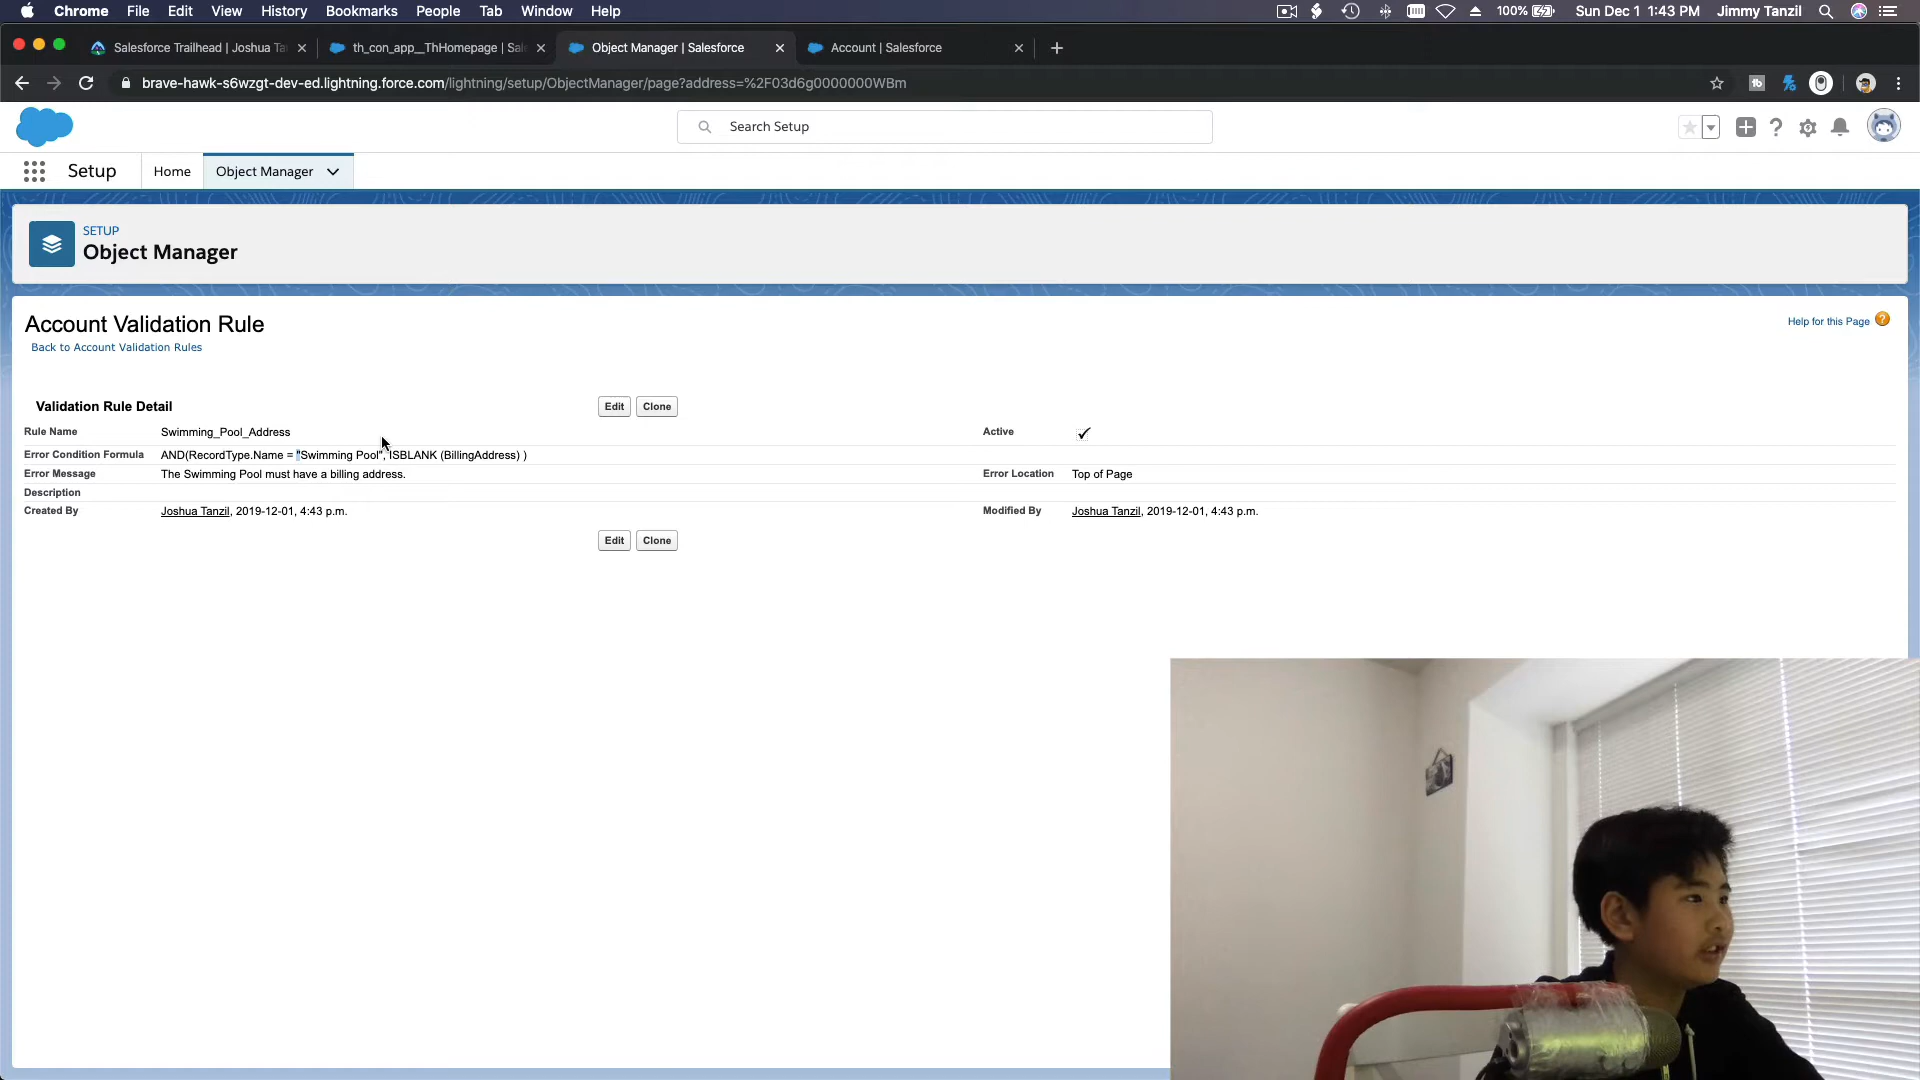 Chrome File Edit View History Bookmarks People Tab Window Help 100% Sun Dec 1 1:43 PM Jimmy Tanzil
Salesforce Trailhead | Joshua Ta
th_con_app__ThHomepage | Sal
Object Manager | Salesforce
Account | Salesforce
brave-hawk-s6wzgt-dev-ed.lightning.force.com/lightning/setup/ObjectManager/page?address=%2F03d6g0000000WBm
Search Setup
Setup Home Object Manager
SETUP
Object Manager
Account Validation Rule
Help for this Page
Back to Account Validation Rules
Validation Rule Detail Edit Clone
Rule Name Swimming_Pool_Address Active
Error Condition Formula AND(RecordType.Name = "Swimming Pool", ISBLANK (BillingAddress) )
Error Message The Swimming Pool must have a billing address. Error Location Top of Page
Description
Created By Joshua Tanzil, 2019-12-01, 4:43 p.m. Modified By Joshua Tanzil, 2019-12-01, 4:43 p.m.
Edit Clone